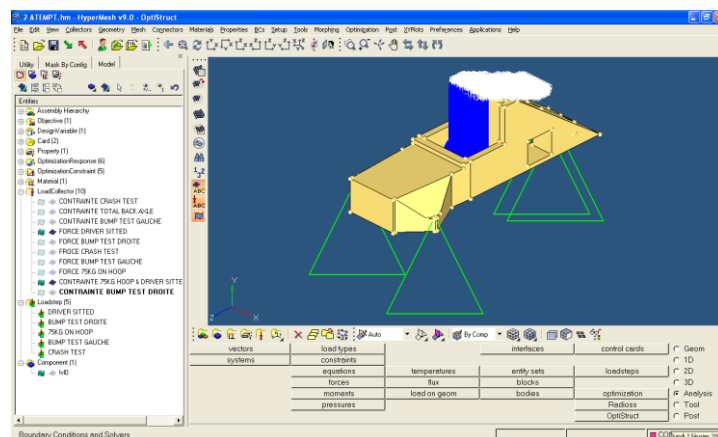 2 ATEMPT.hm - HyperMesh v9.0 - OptiStruct
File Edit View Collectors Geometry Mesh Connectors Materials Properties BCs Setup Tools Morphing Optimization Post XYPlots Preferences Applications Help
Utility Mask By Config Model
Entities
Assembly Hierarchy
Objective (1)
DesignVariable (1)
Card (2)
Property (1)
OptimizationResponse (6)
OptimizationConstraint (5)
Material (1)
LoadCollector (10)
CONTRAINTE CRASH TEST
CONTRAINTE TOTAL BACK AXLE
CONTRAINTE BUMP TEST GAUCHE
FORCE DRIVER SITTED
FORCE BUMP TEST DROITE
FROCE CRASH TEST
FORCE BUMP TEST GAUCHE
FORCE 75KG ON HOOP
CONTRAINTE 75KG HOOP & DRIVER SITTE
CONTRAINTE BUMP TEST DROITE
Loadstep (5)
DRIVER SITTED
BUMP TEST DROITE
75KG ON HOOP
BUMP TEST GAUCHE
CRASH TEST
Component (1)
lvl0
1,2
ABC
ABC
Y
Z X
Auto By Comp
vectors load types interfaces control cards Geom
systems constraints 1D
equations temperatures entity sets loadsteps 2D
forces flux blocks 3D
moments load on geom bodies optimization Analysis
pressures Radioss Tool
OptiStruct Post
Boundary Conditions and Solvers